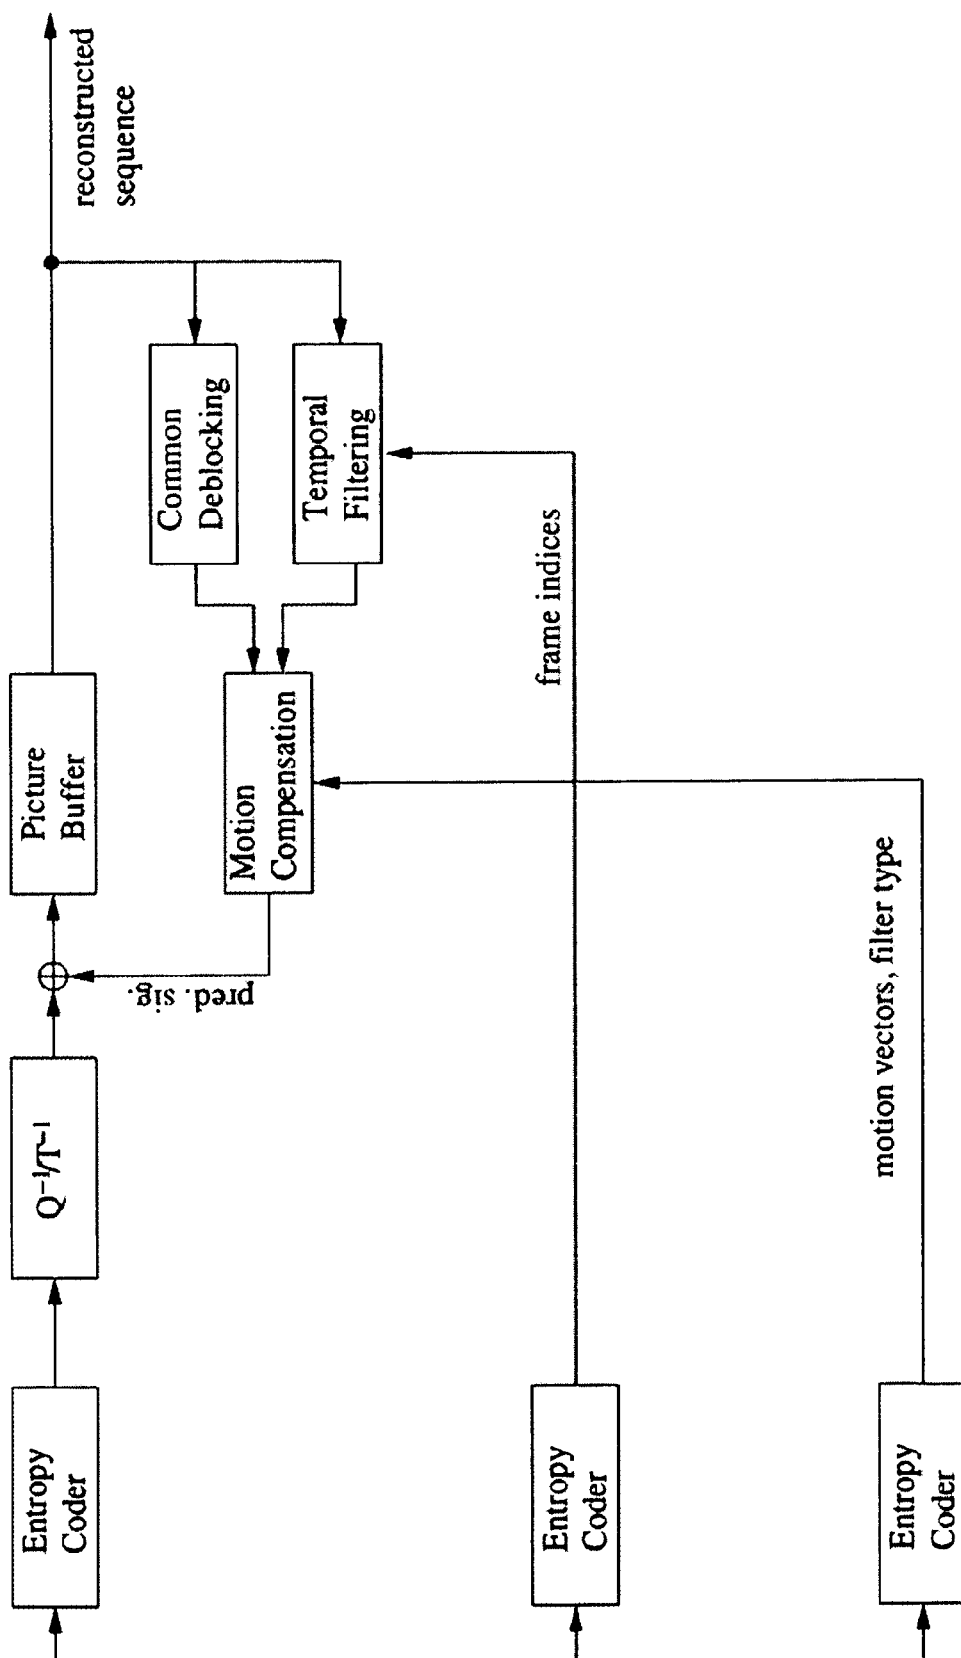 Entropy
Coder
Q⁻¹/T⁻¹
Picture
Buffer
reconstructed
sequence
pred. sig.
Motion
Compensation
Common
Deblocking
Temporal
Filtering
Entropy
Coder
frame indices
Entropy
Coder
motion vectors, filter type